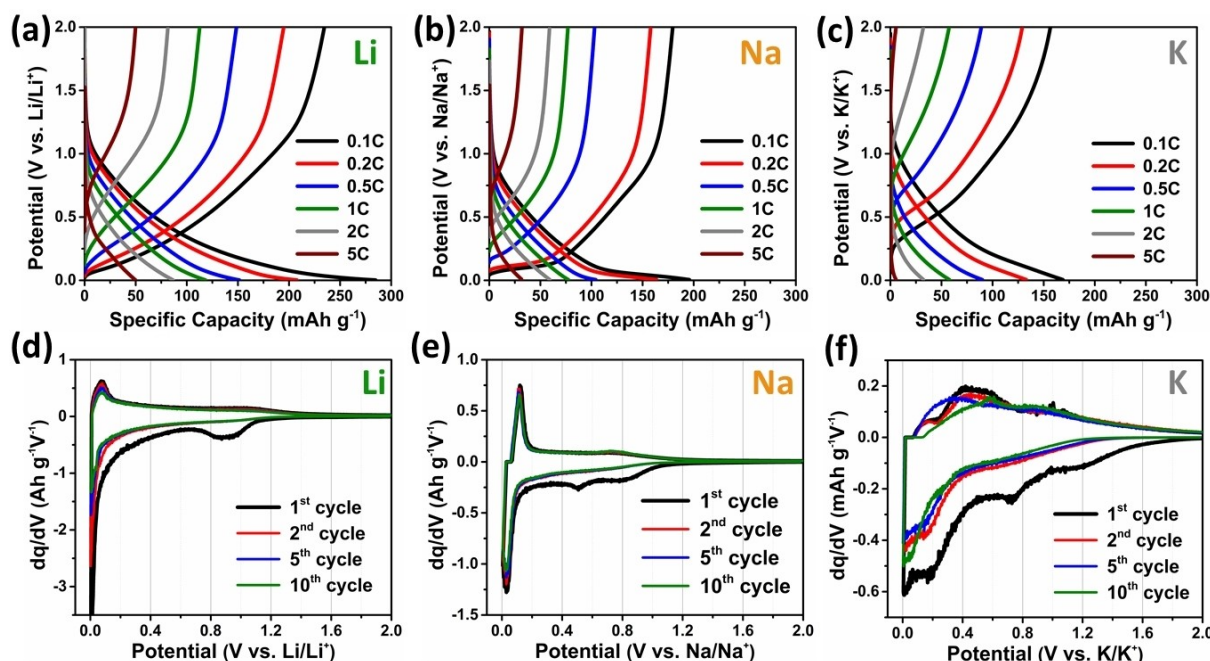 (a)
Li
Potential (V vs. Li/Li⁺)
2.0
1.5
1.0
0.5
0.0
0.1C
0.2C
0.5C
1C
2C
5C
0 50 100 150 200 250 300
Specific Capacity (mAh g⁻¹)
(b)
Na
Potential (V vs. Na/Na⁺)
2.0
1.5
1.0
0.5
0.0
0.1C
0.2C
0.5C
1C
2C
5C
0 50 100 150 200 250 300
Specific Capacity (mAh g⁻¹)
(c)
K
Potential (V vs. K/K⁺)
2.0
1.5
1.0
0.5
0.0
0.1C
0.2C
0.5C
1C
2C
5C
0 50 100 150 200 250 300
Specific Capacity (mAh g⁻¹)
(d)
Li
dq/dV (Ah g⁻¹V⁻¹)
1
0
-1
-2
-3
1st cycle
2nd cycle
5th cycle
10th cycle
0.0 0.4 0.8 1.2 1.6 2.0
Potential (V vs. Li/Li⁺)
(e)
Na
dq/dV (Ah g⁻¹V⁻¹)
1.0
0.5
0.0
-0.5
-1.0
-1.5
1st cycle
2nd cycle
5th cycle
10th cycle
0.0 0.4 0.8 1.2 1.6 2.0
Potential (V vs. Na/Na⁺)
(f)
K
dq/dV (mAh g⁻¹V⁻¹)
0.2
0.0
-0.2
-0.4
-0.6
1st cycle
2nd cycle
5th cycle
10th cycle
0.0 0.4 0.8 1.2 1.6 2.0
Potential (V vs. K/K⁺)